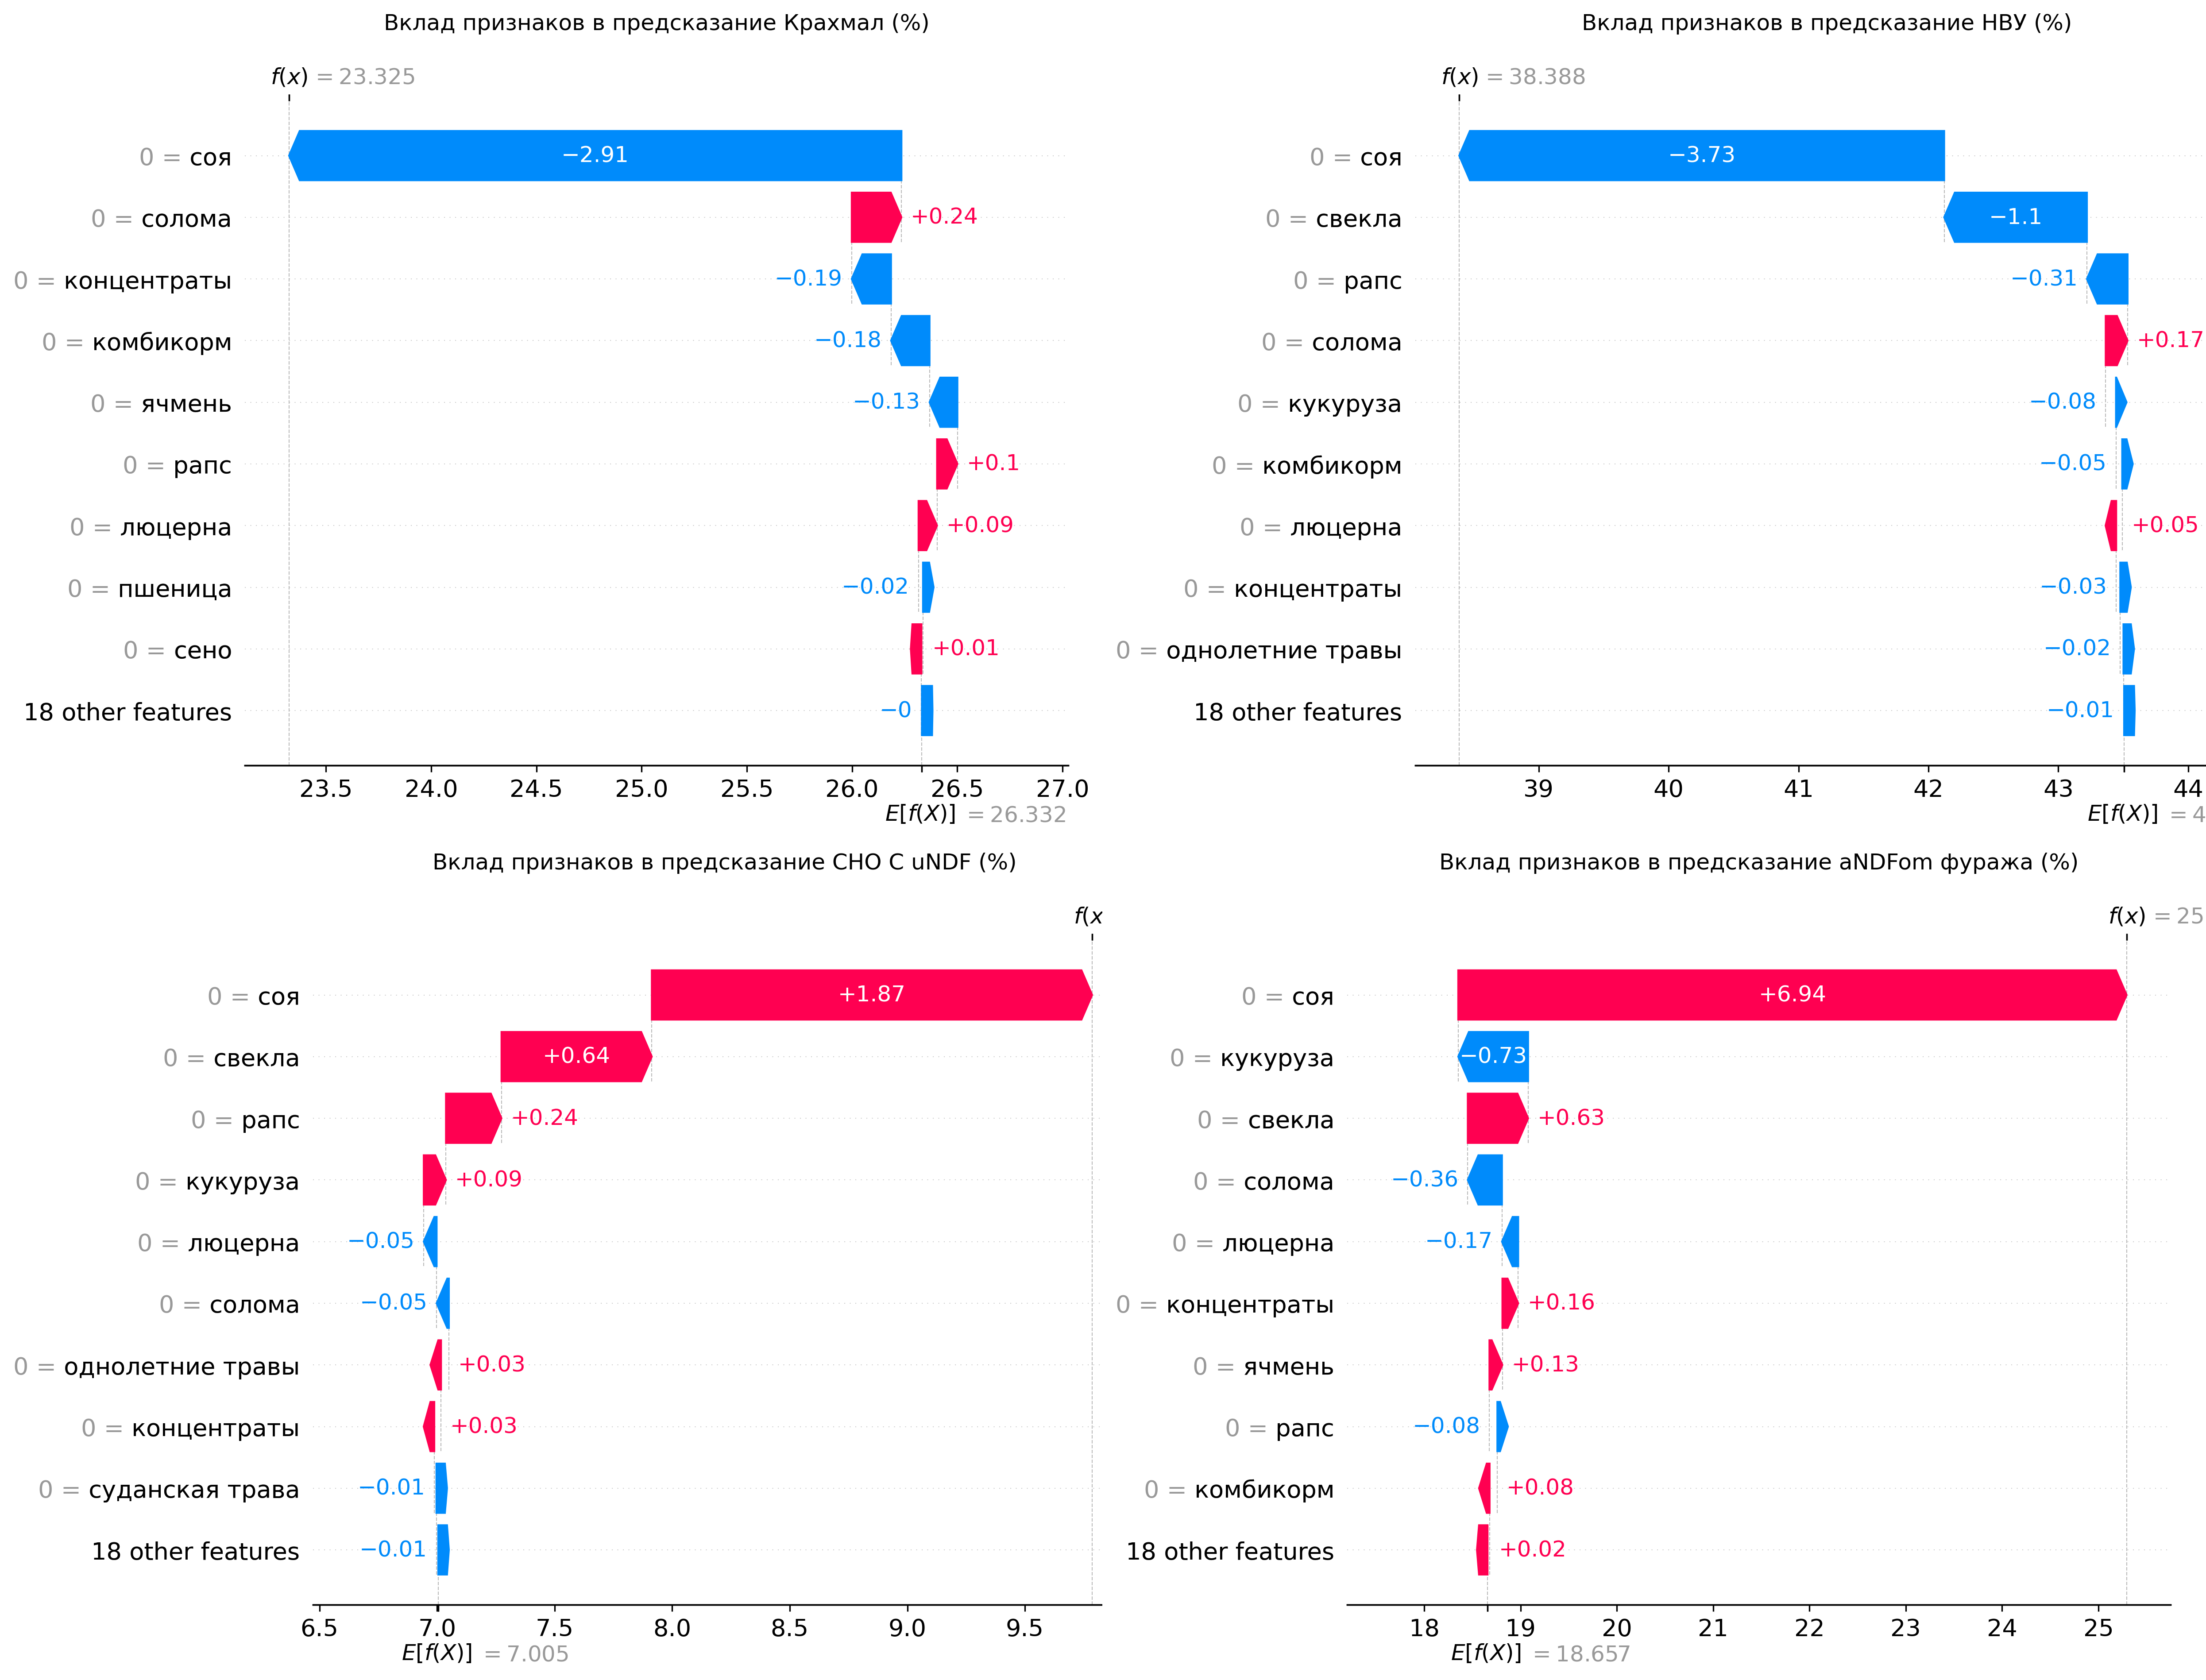 Вклад признаков в предсказание Крахмал (%)
f(x) = 23.325
0 = соя
−2.91
0 = солома
+0.24
0 = концентраты
−0.19
0 = комбикорм
−0.18
0 = ячмень
−0.13
0 = рапс
+0.1
0 = люцерна
+0.09
0 = пшеница
−0.02
0 = сено
+0.01
18 other features
−0
23.5 24.0 24.5 25.0 25.5 26.0 26.5 27.0
E[f(X)] = 26.332
Вклад признаков в предсказание НВУ (%)
f(x) = 38.388
0 = соя
−3.73
0 = свекла
−1.1
0 = рапс
−0.31
0 = солома
+0.17
0 = кукуруза
−0.08
0 = комбикорм
−0.05
0 = люцерна
+0.05
0 = концентраты
−0.03
0 = однолетние травы
−0.02
18 other features
−0.01
39 40 41 42 43 44
E[f(X)] = 4
Вклад признаков в предсказание CHO C uNDF (%)
f(x
0 = соя
+1.87
0 = свекла
+0.64
0 = рапс
+0.24
0 = кукуруза
+0.09
0 = люцерна
−0.05
0 = солома
−0.05
0 = однолетние травы
+0.03
0 = концентраты
+0.03
0 = суданская трава
−0.01
18 other features
−0.01
6.5 7.0 7.5 8.0 8.5 9.0 9.5
E[f(X)] = 7.005
Вклад признаков в предсказание aNDFom фуража (%)
f(x) = 25
0 = соя
+6.94
0 = кукуруза
−0.73
0 = свекла
+0.63
0 = солома
−0.36
0 = люцерна
−0.17
0 = концентраты
+0.16
0 = ячмень
+0.13
0 = рапс
−0.08
0 = комбикорм
+0.08
18 other features
+0.02
18 19 20 21 22 23 24 25
E[f(X)] = 18.657